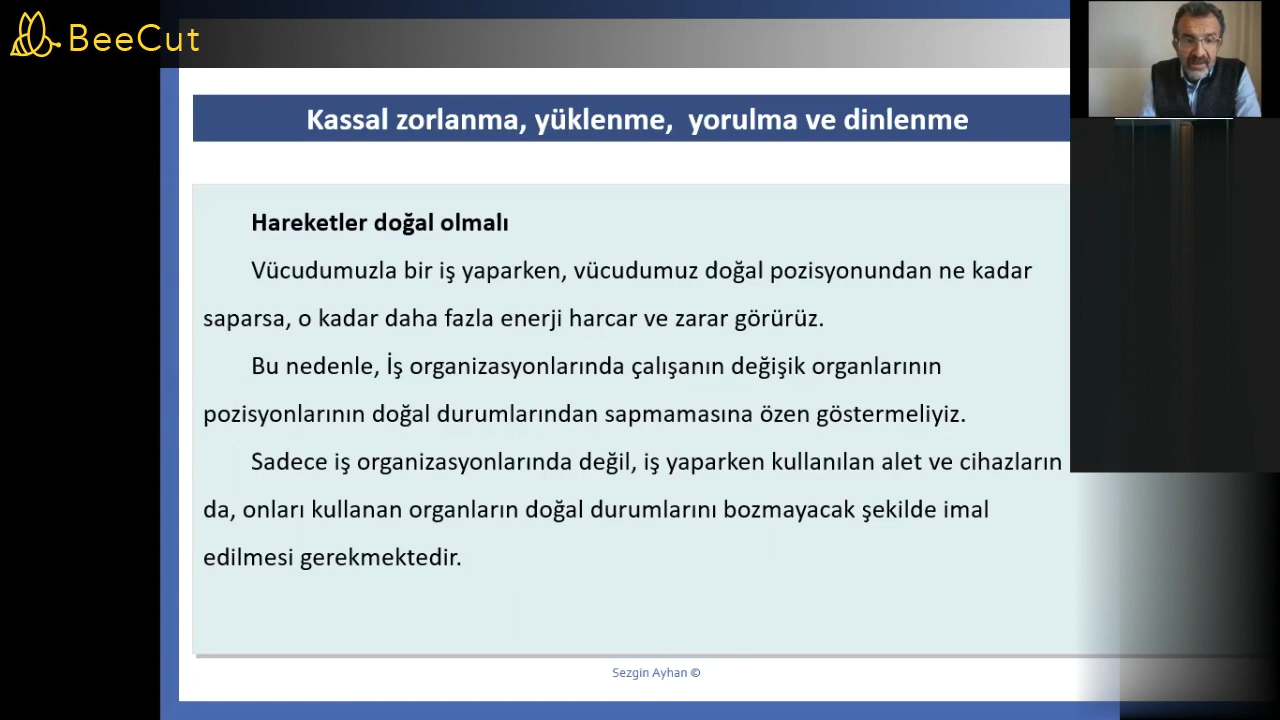 BeeCut
Kassal zorlanma, yüklenme, yorulma ve dinlenme
Hareketler doğal olmalı
Vücudumuzla bir iş yaparken, vücudumuz doğal pozisyonundan ne kadar
saparsa, o kadar daha fazla enerji harcar ve zarar görürüz.
Bu nedenle, İş organizasyonlarında çalışanın değişik organlarının
pozisyonlarının doğal durumlarından sapmamasına özen göstermeliyiz.
Sadece iş organizasyonlarında değil, iş yaparken kullanılan alet ve cihazların
da, onları kullanan organların doğal durumlarını bozmayacak şekilde imal
edilmesi gerekmektedir.
Sezgin Ayhan ©